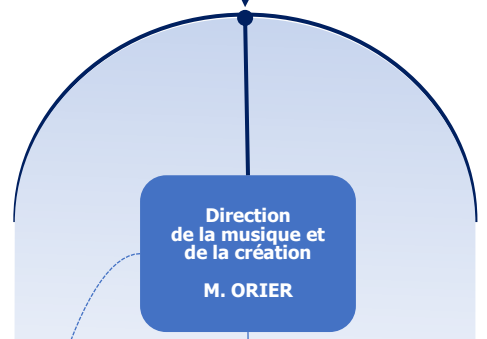 Direction
de la musique et
de la création
M. ORIER